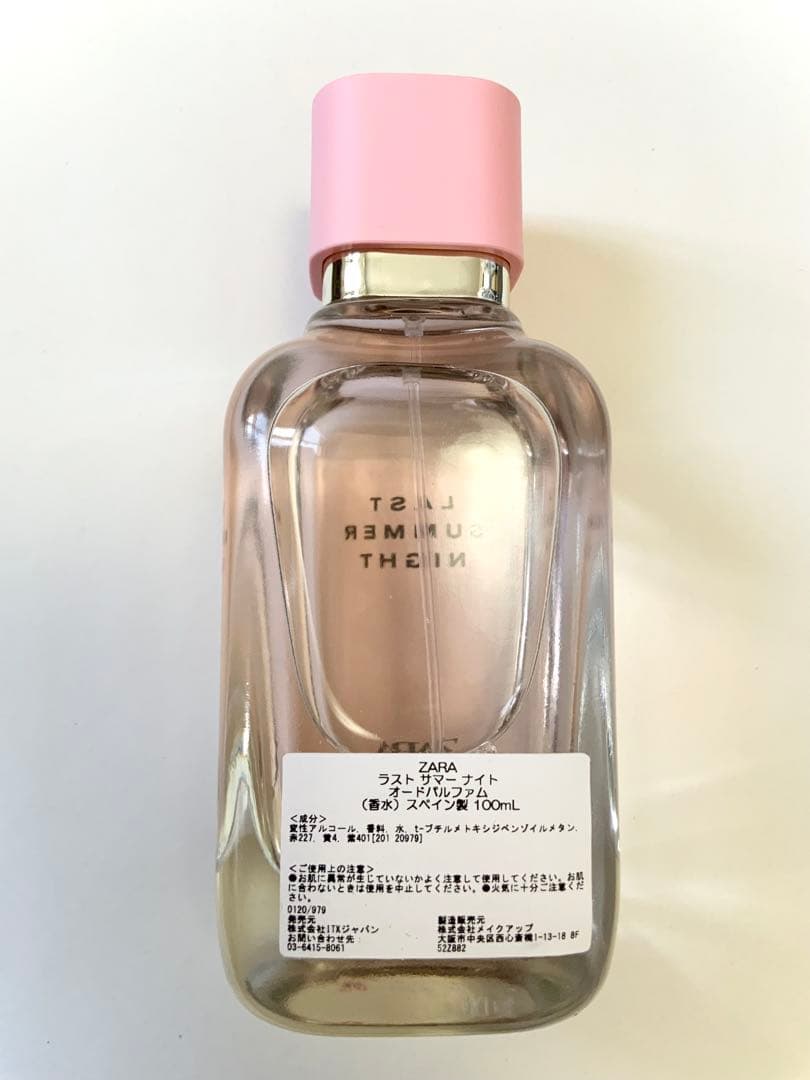 LAST
SUMMER
NIGHT
ZARA
ZARA
ラスト サマー ナイト
オードパルファム
(香水) スペイン製 100mL
<成分>
変性アルコール, 香料, 水, t-ブチルメトキシジベンゾイルメタン,
赤227, 黄4, 紫401[201 20979]
<ご使用上の注意>
●お肌に異常が生じていないかよく注意して使用してください。お肌
に合わないときは使用を中止してください。●火気に十分ご注意くだ
さい。
0120/979
発売元
株式会社ITXジャパン
お問い合わせ先
03-6415-8061
製造販売元
株式会社メイクアップ
大阪市中央区西心斎橋1-13-18 8F
52Z882